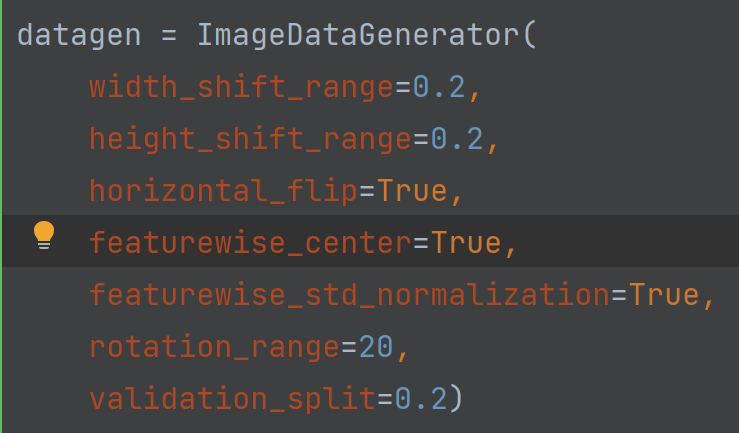 datagen = ImageDataGenerator(
    width_shift_range=0.2,
    height_shift_range=0.2,
    horizontal_flip=True,
    featurewise_center=True,
    featurewise_std_normalization=True,
    rotation_range=20,
    validation_split=0.2)